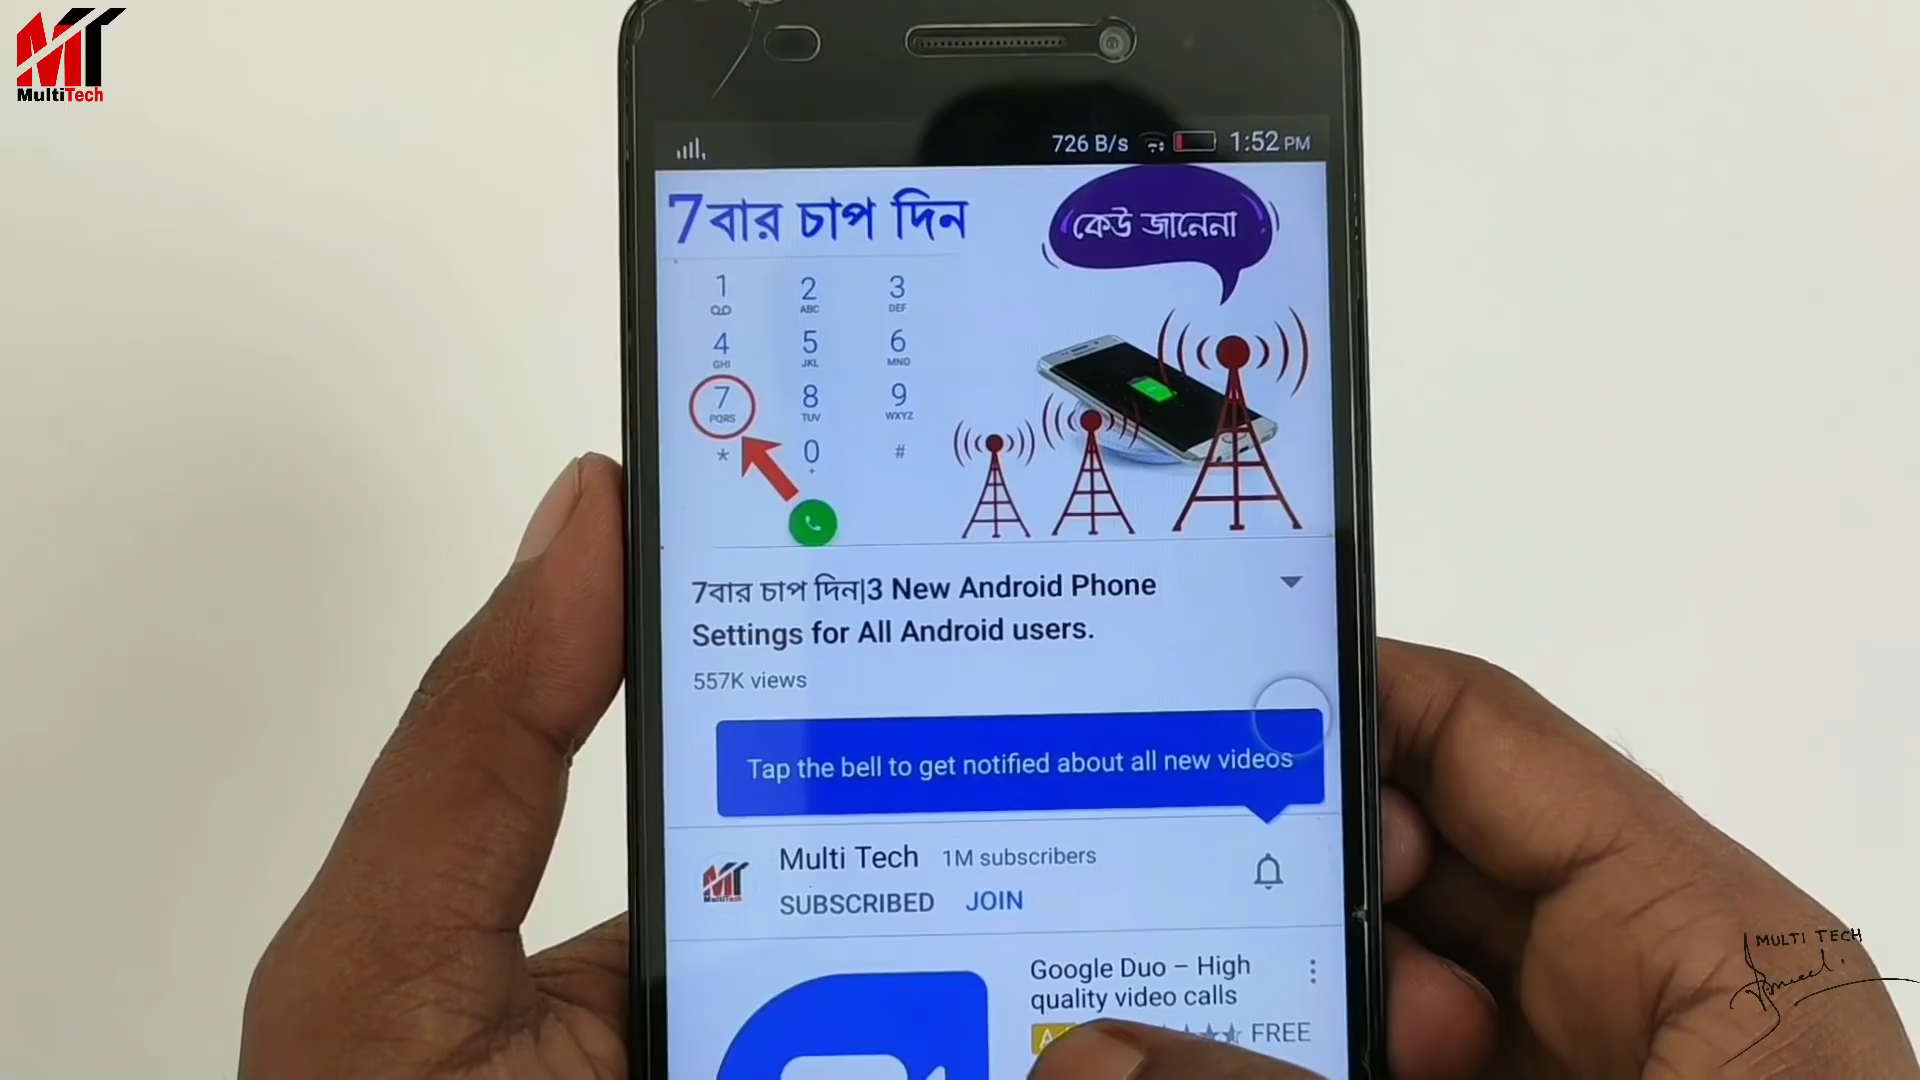 MT
MultiTech
726 B/s 1:52 PM
7বার চাপ দিন
কেউ জানেনা
1 2 3
ABC DEF
4 5 6
GHI JKL MNO
7 8 9
PQRS TUV WXYZ
* 0 #
+
7বার চাপ দিন|3 New Android Phone
Settings for All Android users.
557K views
Tap the bell to get notified about all new videos
MT
MultiTech
Multi Tech 1M subscribers
SUBSCRIBED JOIN
Google Duo – High
quality video calls
FREE
MULTI TECH